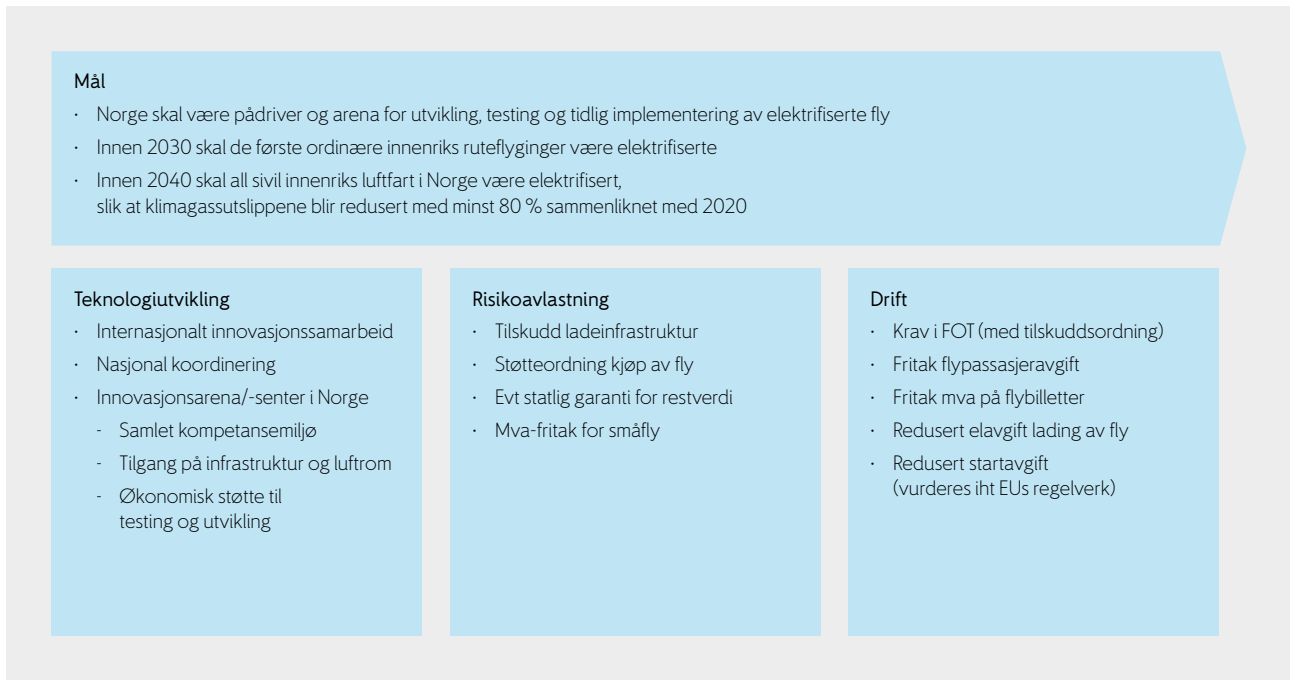 Mål
· Norge skal være pådriver og arena for utvikling, testing og tidlig implementering av elektrifiserte fly
· Innen 2030 skal de første ordinære innenriks ruteflyginger være elektrifiserte
· Innen 2040 skal all sivil innenriks luftfart i Norge være elektrifisert,
slik at klimagassutslippene blir redusert med minst 80 % sammenliknet med 2020
Teknologiutvikling
· Internasjonalt innovasjonssamarbeid
· Nasjonal koordinering
· Innovasjonsarena/-senter i Norge
- Samlet kompetansemiljø
- Tilgang på infrastruktur og luftrom
- Økonomisk støtte til
testing og utvikling
Risikoavlastning
· Tilskudd ladeinfrastruktur
· Støtteordning kjøp av fly
· Evt statlig garanti for restverdi
· Mva-fritak for småfly
Drift
· Krav i FOT (med tilskuddsordning)
· Fritak flypassasjeravgift
· Fritak mva på flybilletter
· Redusert elavgift lading av fly
· Redusert startavgift
(vurderes iht EUs regelverk)